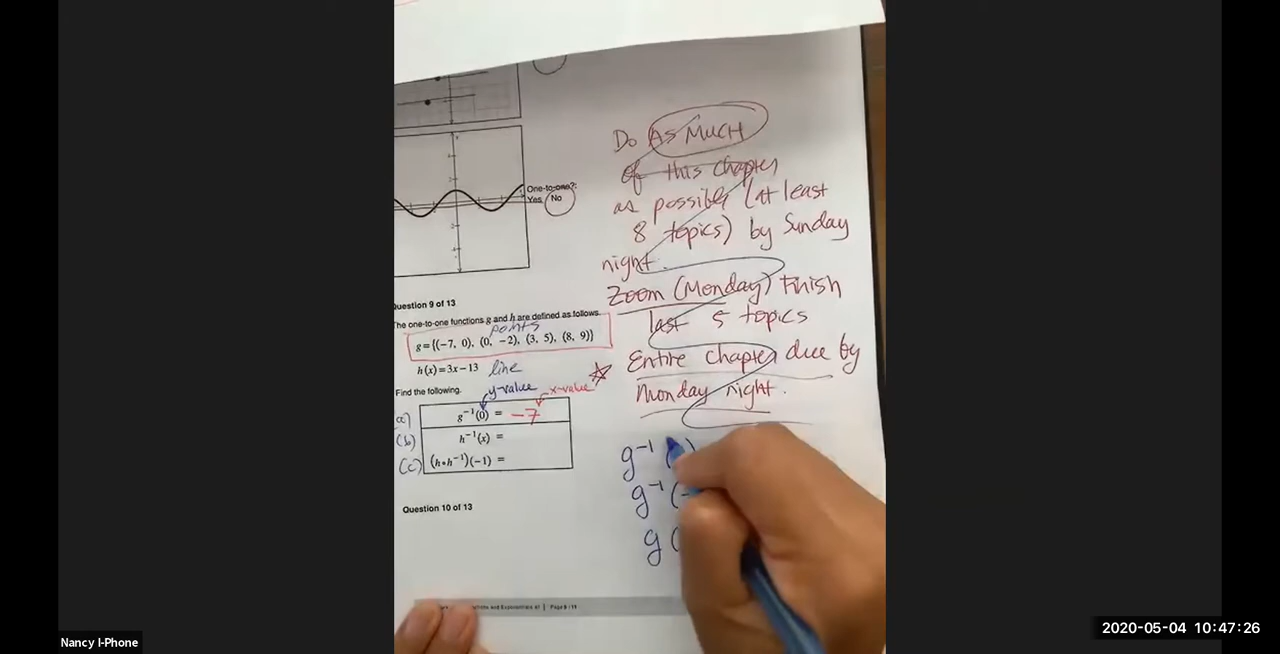 One-to-one?:
Yes No
Question 9 of 13
The one-to-one functions g and h are defined as follows.
points
g={(-7, 0), (0, -2), (3, 5), (8, 9)}
h(x)=3x-13 line
Find the following.
y-value x-value
(a) g⁻¹(0) = -7
(b) h⁻¹(x) =
(c) (h∘h⁻¹)(-1) =
Question 10 of 13
Page 9 / 11
Do AS MUCH
of this chapter
as possible (at least
8 topics) by Sunday
night.
Zoom (Monday) Finish
last 5 topics
Entire chapter due by
Monday night.
g⁻¹ (
g⁻¹ (-
g (
Nancy I-Phone
2020-05-04 10:47:26